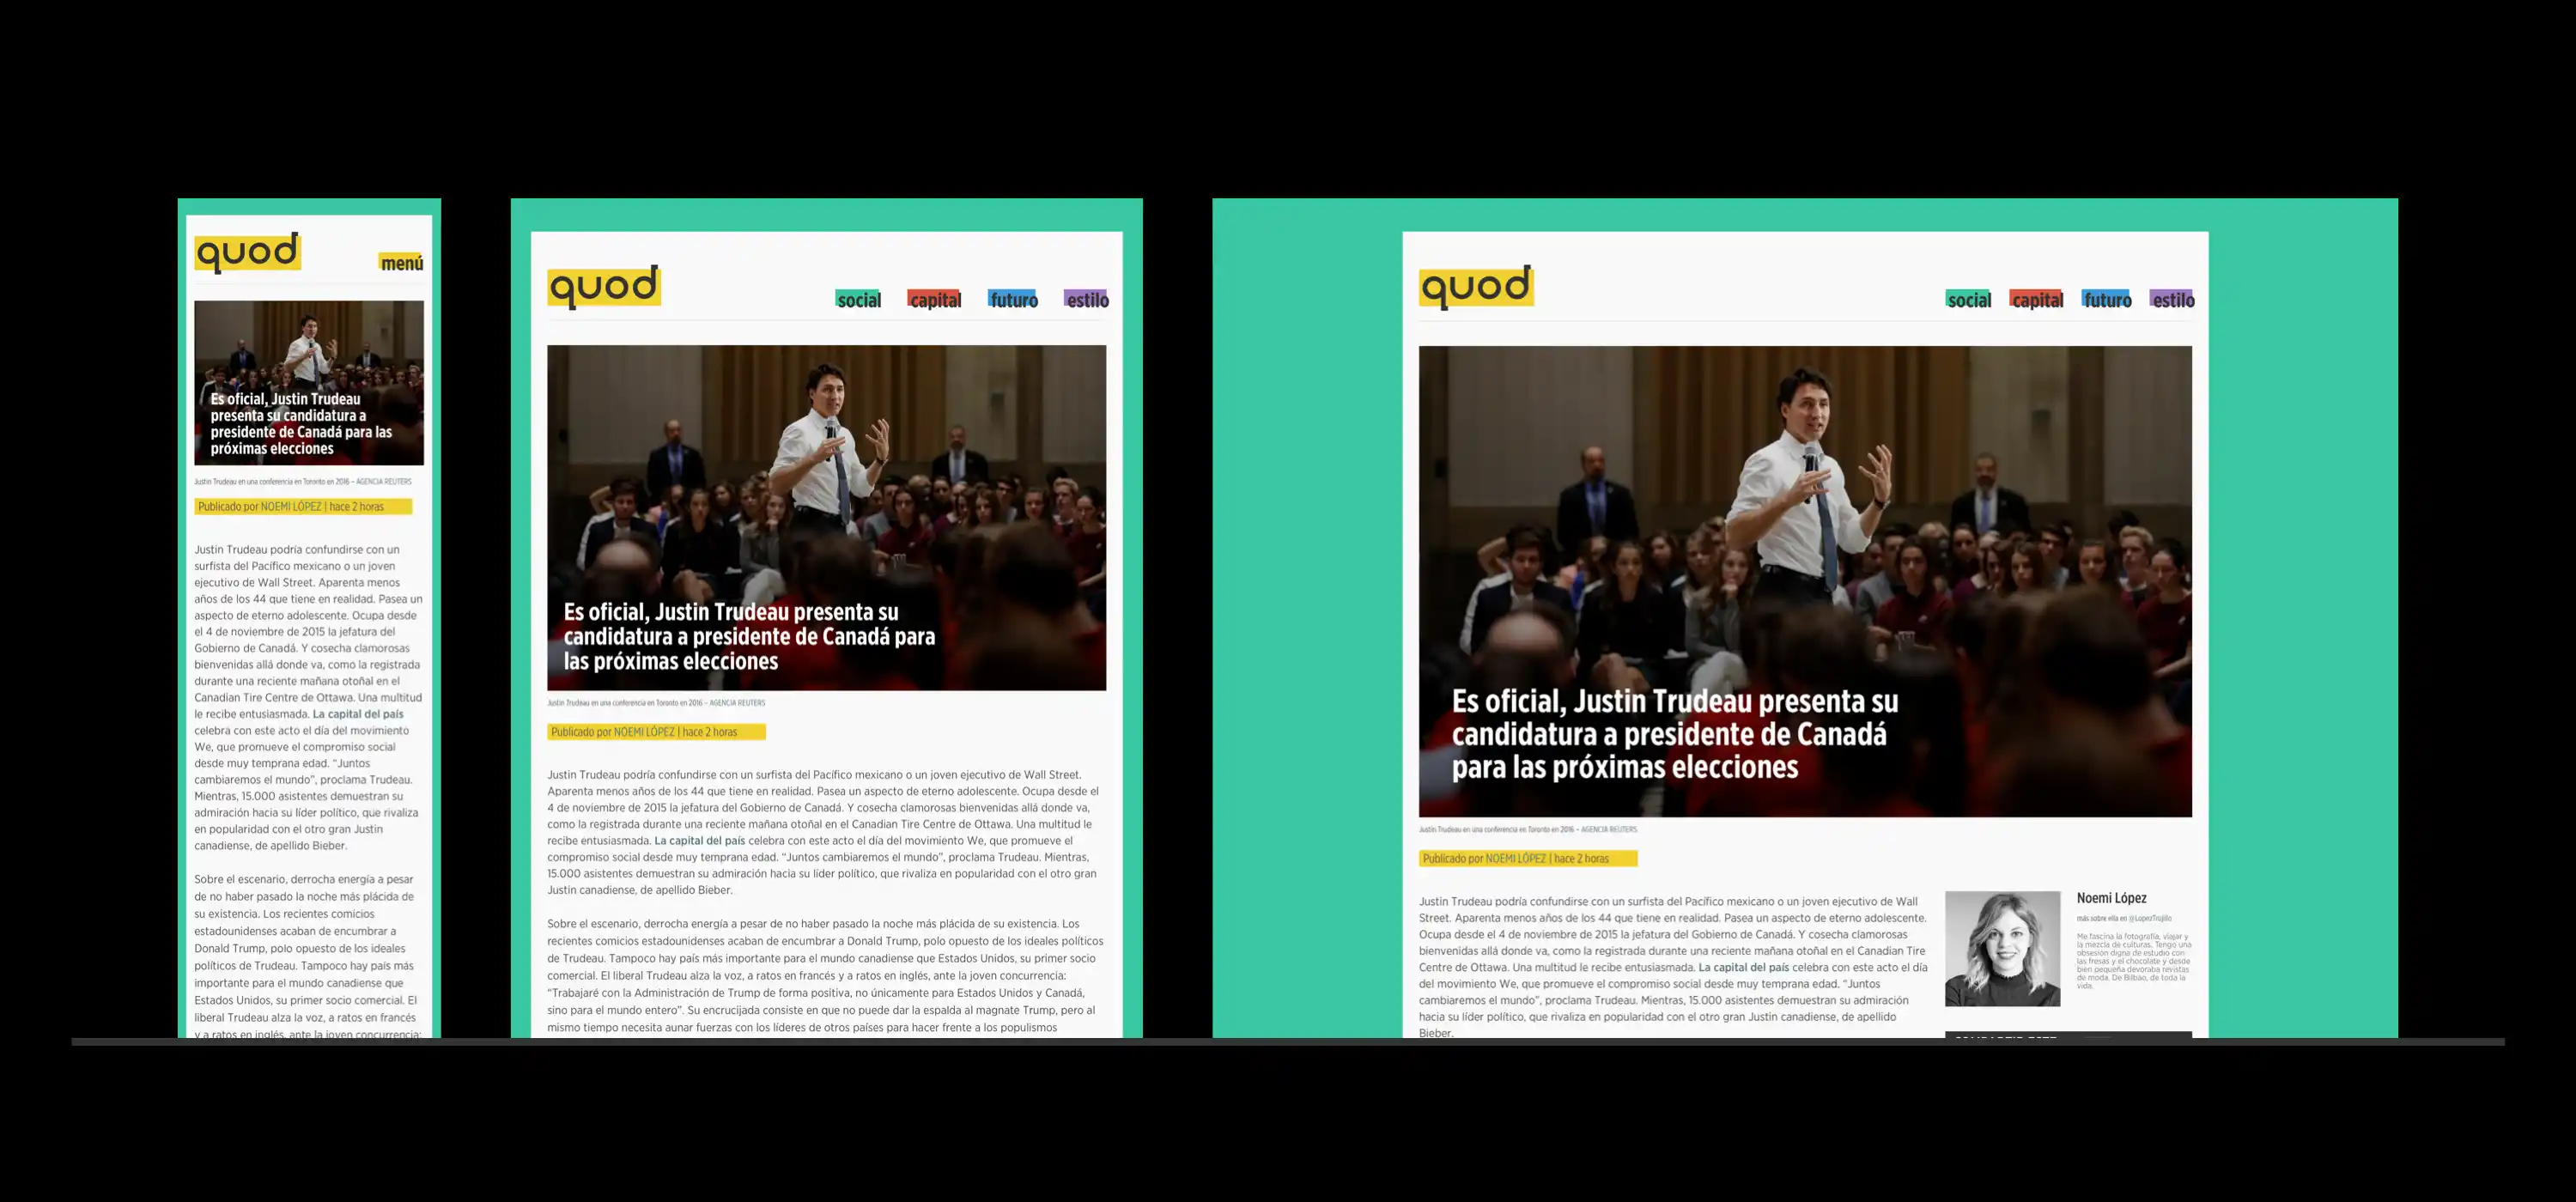 quod
menú
Es oficial, Justin Trudeau
presenta su candidatura a
presidente de Canadá para las
próximas elecciones
Justin Trudeau en una conferencia en Toronto en 2016 – AGENCIA REUTERS
Publicado por NOEMI LÓPEZ | hace 2 horas
Justin Trudeau podría confundirse con un
surfista del Pacífico mexicano o un joven
ejecutivo de Wall Street. Aparenta menos
años de los 44 que tiene en realidad. Pasea un
aspecto de eterno adolescente. Ocupa desde
el 4 de noviembre de 2015 la jefatura del
Gobierno de Canadá. Y cosecha clamorosas
bienvenidas allá donde va, como la registrada
durante una reciente mañana otoñal en el
Canadian Tire Centre de Ottawa. Una multitud
le recibe entusiasmada. La capital del país
celebra con este acto el día del movimiento
We, que promueve el compromiso social
desde muy temprana edad. “Juntos
cambiaremos el mundo”, proclama Trudeau.
Mientras, 15.000 asistentes demuestran su
admiración hacia su líder político, que rivaliza
en popularidad con el otro gran Justin
canadiense, de apellido Bieber.
Sobre el escenario, derrocha energía a pesar
de no haber pasado la noche más plácida de
su existencia. Los recientes comicios
estadounidenses acaban de encumbrar a
Donald Trump, polo opuesto de los ideales
políticos de Trudeau. Tampoco hay país más
importante para el mundo canadiense que
Estados Unidos, su primer socio comercial. El
liberal Trudeau alza la voz, a ratos en francés
y a ratos en inglés, ante la joven concurrencia:
quod
social capital futuro estilo
Es oficial, Justin Trudeau presenta su
candidatura a presidente de Canadá para
las próximas elecciones
Justin Trudeau en una conferencia en Toronto en 2016 – AGENCIA REUTERS
Publicado por NOEMI LÓPEZ | hace 2 horas
Justin Trudeau podría confundirse con un surfista del Pacífico mexicano o un joven ejecutivo de Wall Street.
Aparenta menos años de los 44 que tiene en realidad. Pasea un aspecto de eterno adolescente. Ocupa desde el
4 de noviembre de 2015 la jefatura del Gobierno de Canadá. Y cosecha clamorosas bienvenidas allá donde va,
como la registrada durante una reciente mañana otoñal en el Canadian Tire Centre de Ottawa. Una multitud le
recibe entusiasmada. La capital del país celebra con este acto el día del movimiento We, que promueve el
compromiso social desde muy temprana edad. “Juntos cambiaremos el mundo”, proclama Trudeau. Mientras,
15.000 asistentes demuestran su admiración hacia su líder político, que rivaliza en popularidad con el otro gran
Justin canadiense, de apellido Bieber.
Sobre el escenario, derrocha energía a pesar de no haber pasado la noche más plácida de su existencia. Los
recientes comicios estadounidenses acaban de encumbrar a Donald Trump, polo opuesto de los ideales políticos
de Trudeau. Tampoco hay país más importante para el mundo canadiense que Estados Unidos, su primer socio
comercial. El liberal Trudeau alza la voz, a ratos en francés y a ratos en inglés, ante la joven concurrencia:
“Trabajaré con la Administración de Trump de forma positiva, no únicamente para Estados Unidos y Canadá,
sino para el mundo entero”. Su encrucijada consiste en que no puede dar la espalda al magnate Trump, pero al
mismo tiempo necesita aunar fuerzas con los líderes de otros países para hacer frente a los populismos
quod
social capital futuro estilo
Es oficial, Justin Trudeau presenta su
candidatura a presidente de Canadá
para las próximas elecciones
Justin Trudeau en una conferencia en Toronto en 2016 – AGENCIA REUTERS
Publicado por NOEMI LÓPEZ | hace 2 horas
Justin Trudeau podría confundirse con un surfista del Pacífico mexicano o un joven ejecutivo de Wall
Street. Aparenta menos años de los 44 que tiene en realidad. Pasea un aspecto de eterno adolescente.
Ocupa desde el 4 de noviembre de 2015 la jefatura del Gobierno de Canadá. Y cosecha clamorosas
bienvenidas allá donde va, como la registrada durante una reciente mañana otoñal en el Canadian Tire
Centre de Ottawa. Una multitud le recibe entusiasmada. La capital del país celebra con este acto el día
del movimiento We, que promueve el compromiso social desde muy temprana edad. “Juntos
cambiaremos el mundo”, proclama Trudeau. Mientras, 15.000 asistentes demuestran su admiración
hacia su líder político, que rivaliza en popularidad con el otro gran Justin canadiense, de apellido
Bieber.
Noemi López
más sobre ella en @LopezTrujillo
Me fascina la fotografía, viajar y
la mezcla de culturas. Tengo una
obsesión digna de estudio con
las fresas y el chocolate y desde
bien pequeña devoraba revistas
de moda. De Bilbao, de toda la
vida.